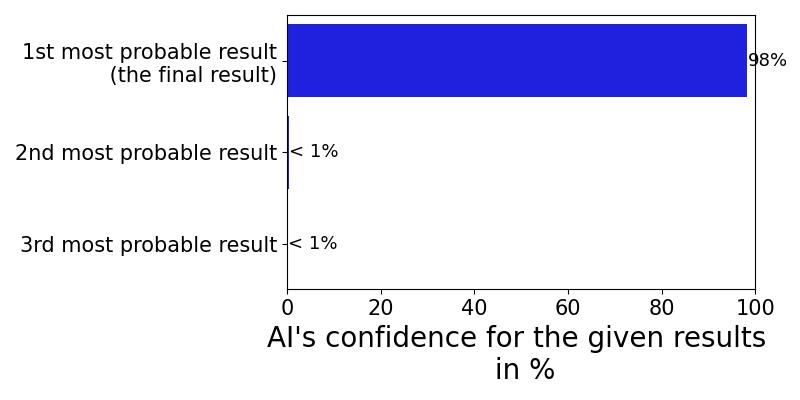 1st most probable result
(the final result)
98%
2nd most probable result
< 1%
3rd most probable result
< 1%
0 20 40 60 80 100
AI's confidence for the given results
in %